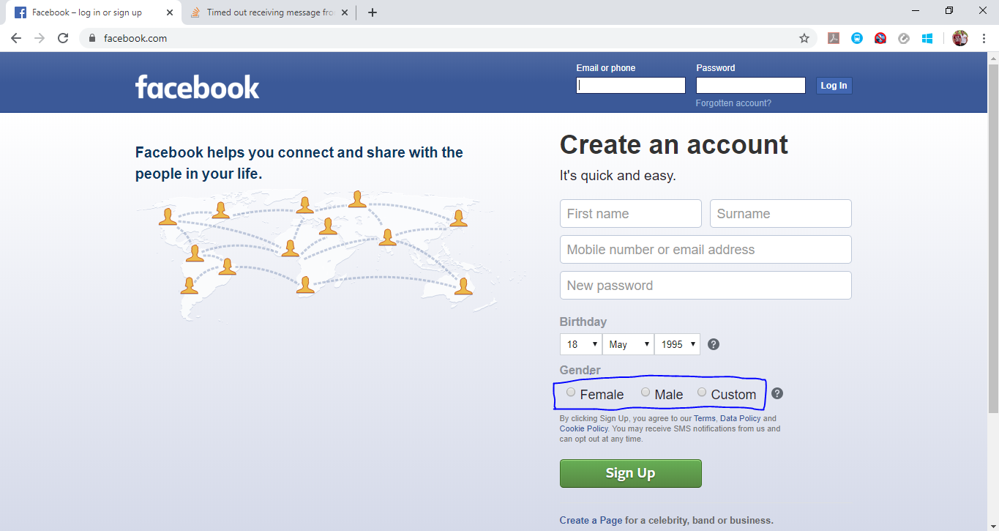 Facebook – log in or sign up
Timed out receiving message fro
facebook.com
Email or phone
Password
facebook
Log In
Forgotten account?
Facebook helps you connect and share with the
people in your life.
Create an account
It's quick and easy.
First name
Surname
Mobile number or email address
New password
Birthday
18
May
1995
?
Gender
Female
Male
Custom
?
By clicking Sign Up, you agree to our Terms, Data Policy and
Cookie Policy. You may receive SMS notifications from us and
can opt out at any time.
Sign Up
Create a Page for a celebrity, band or business.